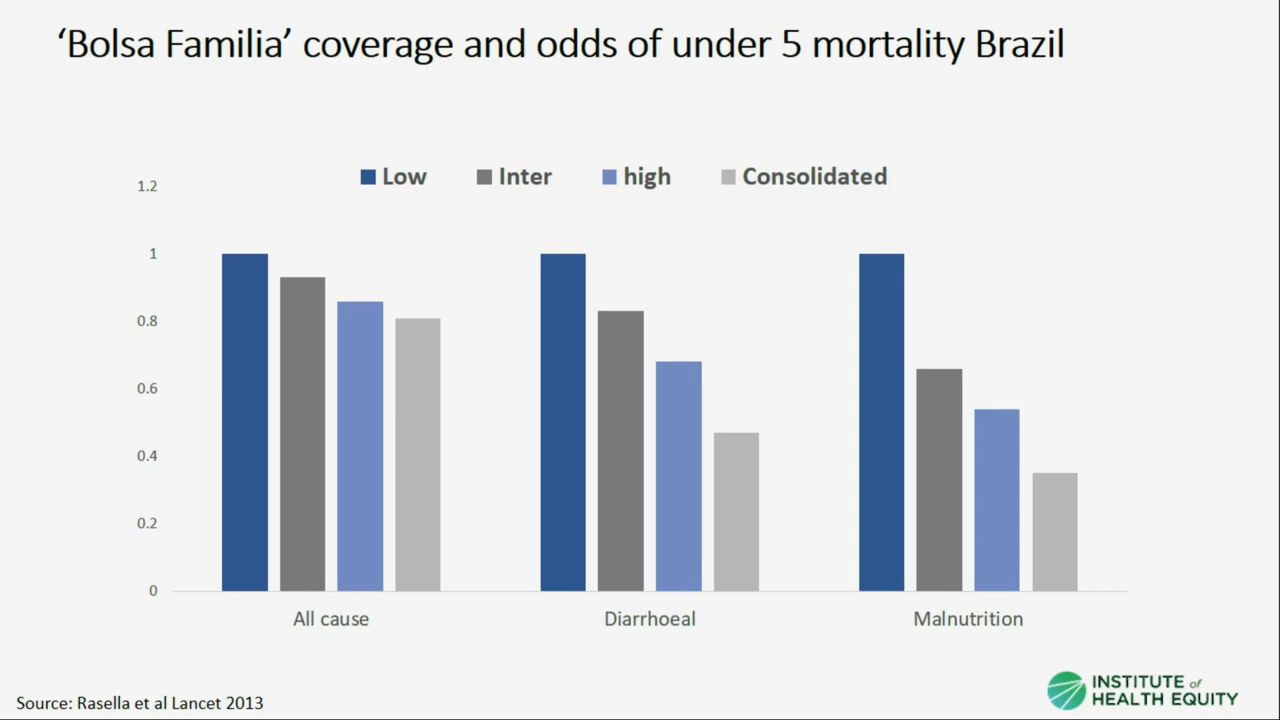 ‘Bolsa Familia’ coverage and odds of under 5 mortality Brazil
Low Inter high Consolidated
1.2
1
0.8
0.6
0.4
0.2
0
All cause Diarrhoeal Malnutrition
Source: Rasella et al Lancet 2013
INSTITUTE of
HEALTH EQUITY